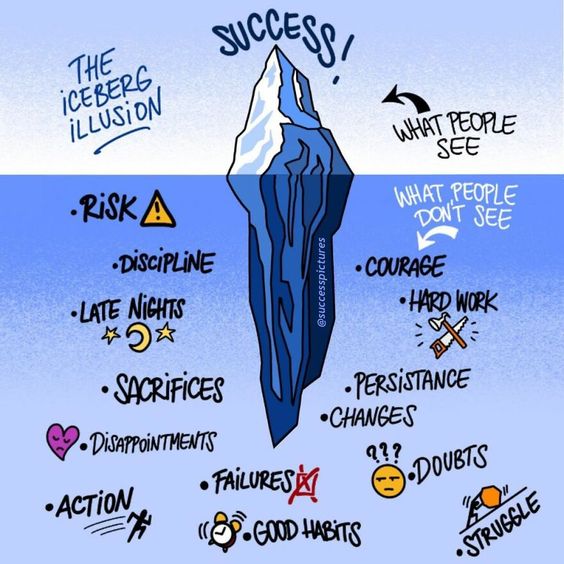 SUCCESS!
THE
ICEBERG
ILLUSION
WHAT PEOPLE
SEE
WHAT PEOPLE
DON'T SEE
• RISK
• DISCIPLINE
• LATE NIGHTS
• SACRIFICES
• DISAPPOINTMENTS
• ACTION
• FAILURES
• GOOD HABITS
@successpictures
• COURAGE
• HARD WORK
• PERSISTANCE
• CHANGES
???
• DOUBTS
• STRUGGLE